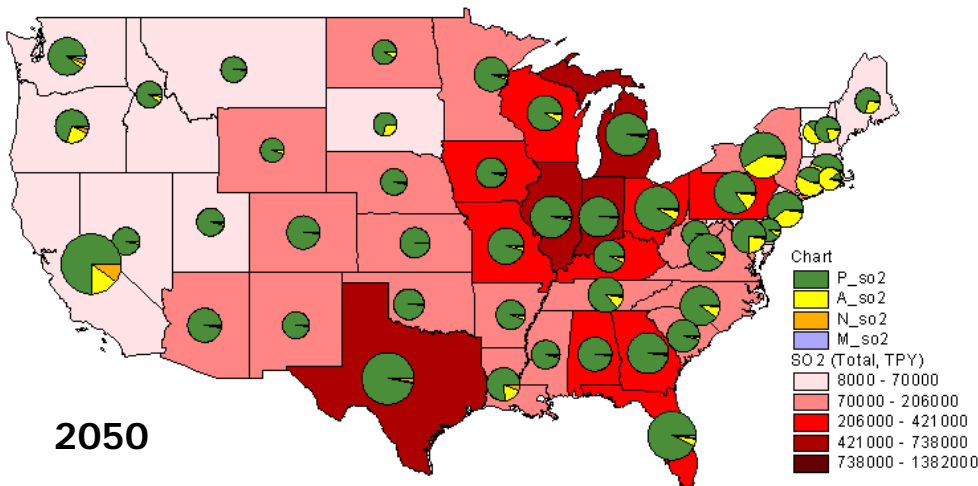 2050
Chart
P_so2
A_so2
N_so2
M_so2
SO2 (Total, TPY)
8000 - 70000
70000 - 206000
206000 - 421000
421000 - 738000
738000 - 1382000